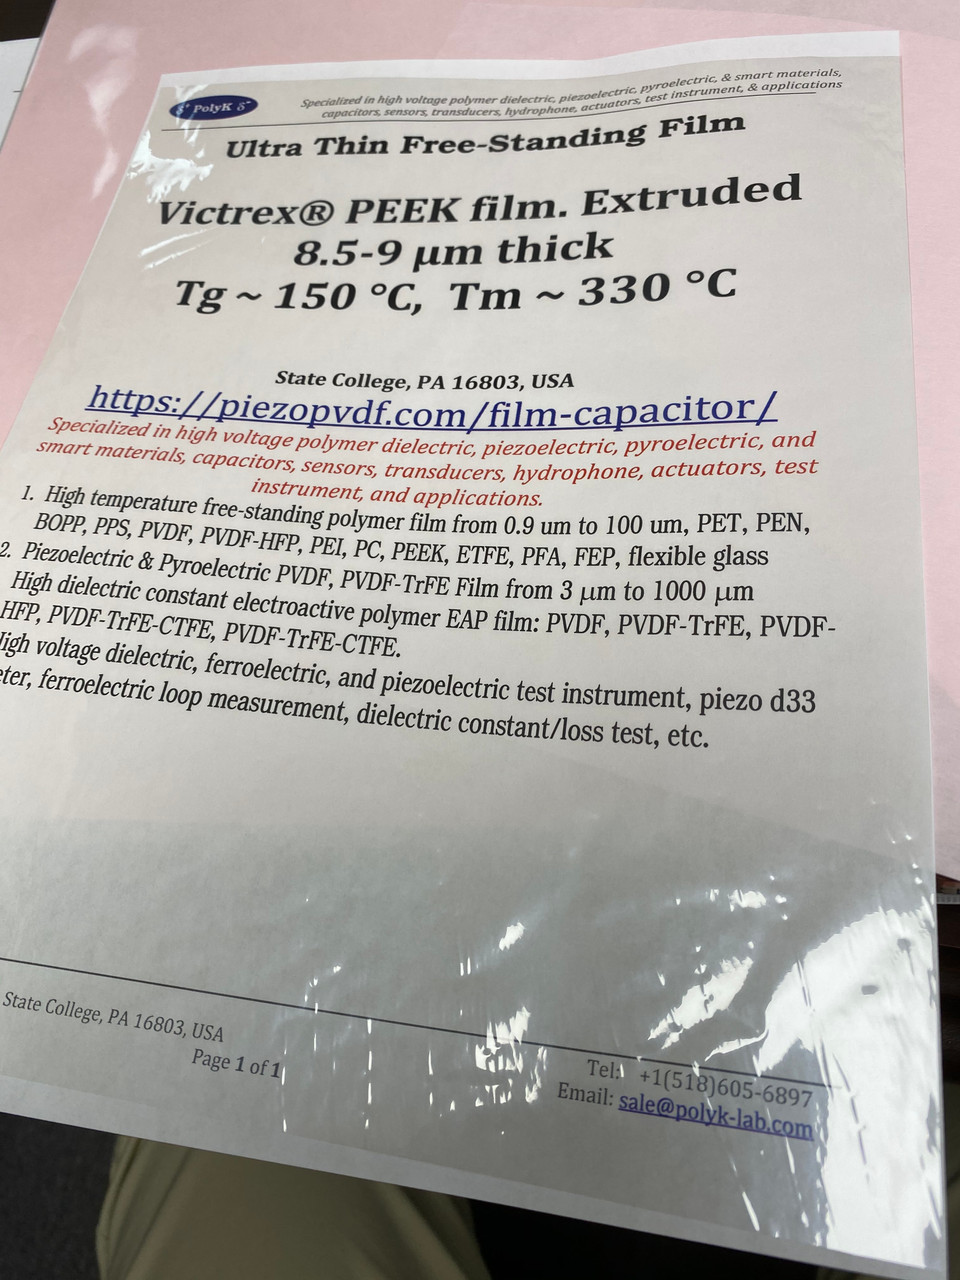 δ⁺ PolyK δ⁻
Specialized in high voltage polymer dielectric, piezoelectric, pyroelectric, & smart materials,
capacitors, sensors, transducers, hydrophone, actuators, test instrument, & applications
Ultra Thin Free-Standing Film
Victrex® PEEK film. Extruded
8.5-9 μm thick
Tg ~ 150 °C, Tm ~ 330 °C
State College, PA 16803, USA
https://piezopvdf.com/film-capacitor/
Specialized in high voltage polymer dielectric, piezoelectric, pyroelectric, and
smart materials, capacitors, sensors, transducers, hydrophone, actuators, test
instrument, and applications.
1. High temperature free-standing polymer film from 0.9 um to 100 um, PET, PEN,
BOPP, PPS, PVDF, PVDF-HFP, PEI, PC, PEEK, ETFE, PFA, FEP, flexible glass
2. Piezoelectric & Pyroelectric PVDF, PVDF-TrFE Film from 3 μm to 1000 μm
High dielectric constant electroactive polymer EAP film: PVDF, PVDF-TrFE, PVDF-
HFP, PVDF-TrFE-CTFE, PVDF-TrFE-CTFE.
High voltage dielectric, ferroelectric, and piezoelectric test instrument, piezo d33
eter, ferroelectric loop measurement, dielectric constant/loss test, etc.
State College, PA 16803, USA
Page 1 of 1
Tel: +1(518)605-6897
Email: sale@polyk-lab.com